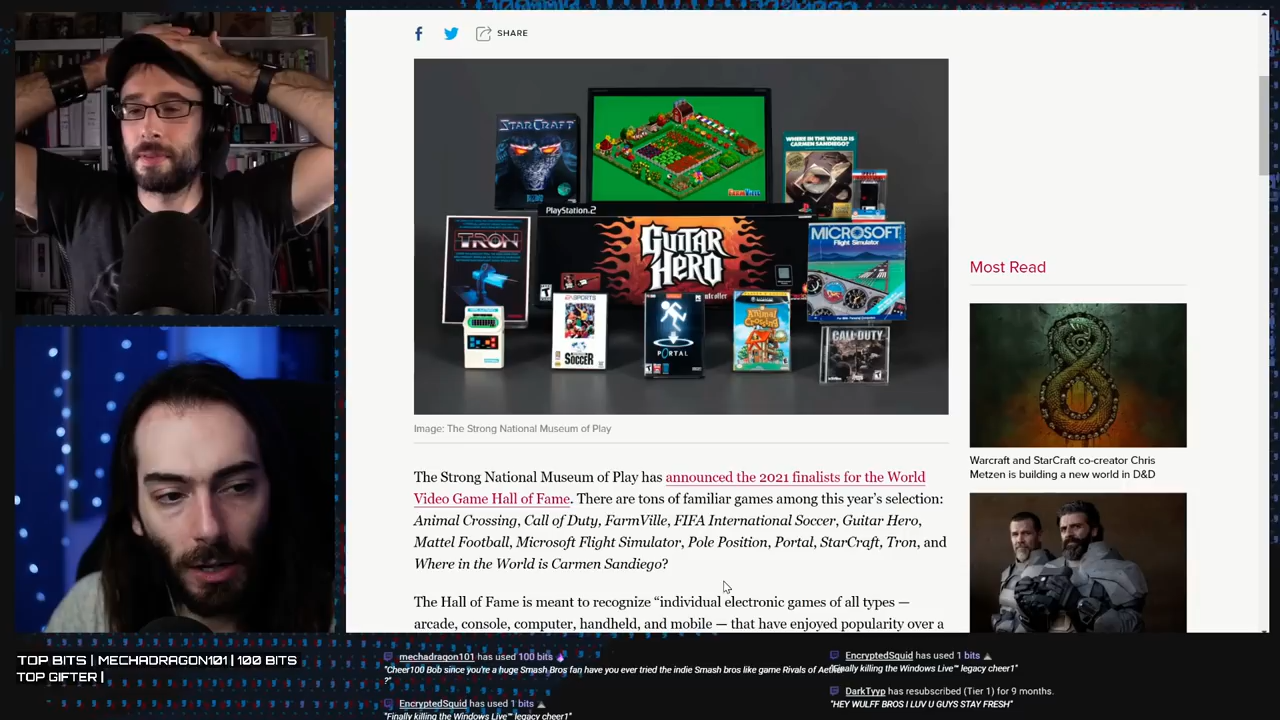 SHARE
STARCRAFT
BLIZZARD
FARMVILLE
WHERE IN THE WORLD IS
CARMEN SANDIEGO?
PlayStation 2
TRON
GUITAR
HERO
MICROSOFT
Flight Simulator
EA SPORTS
SOCCER
PORTAL
Animal
Crossing
CALL OF DUTY
Image: The Strong National Museum of Play
The Strong National Museum of Play has announced the 2021 finalists for the World
Video Game Hall of Fame. There are tons of familiar games among this year's selection:
Animal Crossing, Call of Duty, FarmVille, FIFA International Soccer, Guitar Hero,
Mattel Football, Microsoft Flight Simulator, Pole Position, Portal, StarCraft, Tron, and
Where in the World is Carmen Sandiego?
The Hall of Fame is meant to recognize “individual electronic games of all types —
arcade, console, computer, handheld, and mobile — that have enjoyed popularity over a
Most Read
Warcraft and StarCraft co-creator Chris
Metzen is building a new world in D&D
TOP BITS | MECHADRAGON101 | 100 BITS
TOP GIFTER |
mechadragon101 has used 100 bits
"Cheer100 Bob since you're a huge Smash Bros fan have you ever tried the indie Smash bros like game Rivals of Aether
?"
EncryptedSquid has used 1 bits
"Finally killing the Windows Live™ legacy cheer1"
EncryptedSquid has used 1 bits
"Finally killing the Windows Live™ legacy cheer1"
DarkTyyp has resubscribed (Tier 1) for 9 months.
"HEY WULFF BROS I LUV U GUYS STAY FRESH"